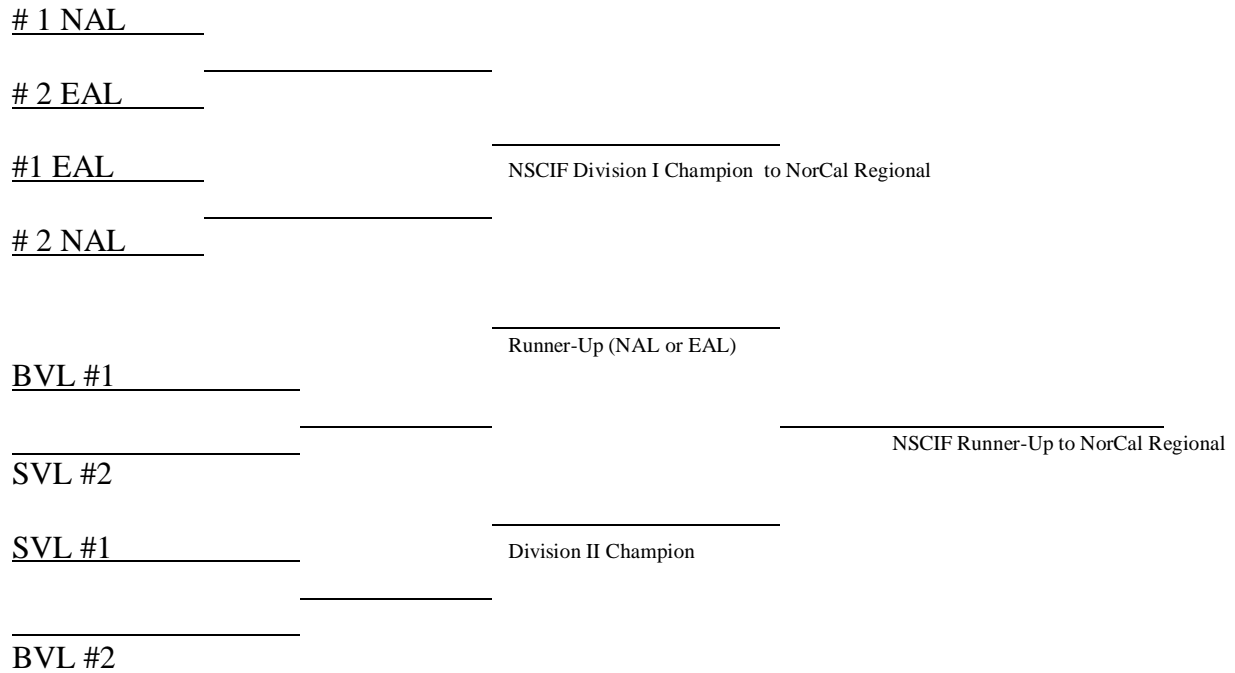 # 1 NAL
# 2 EAL
#1 EAL
NSCIF Division I Champion to NorCal Regional
# 2 NAL
Runner-Up (NAL or EAL)
BVL #1
NSCIF Runner-Up to NorCal Regional
SVL #2
SVL #1
Division II Champion
BVL #2